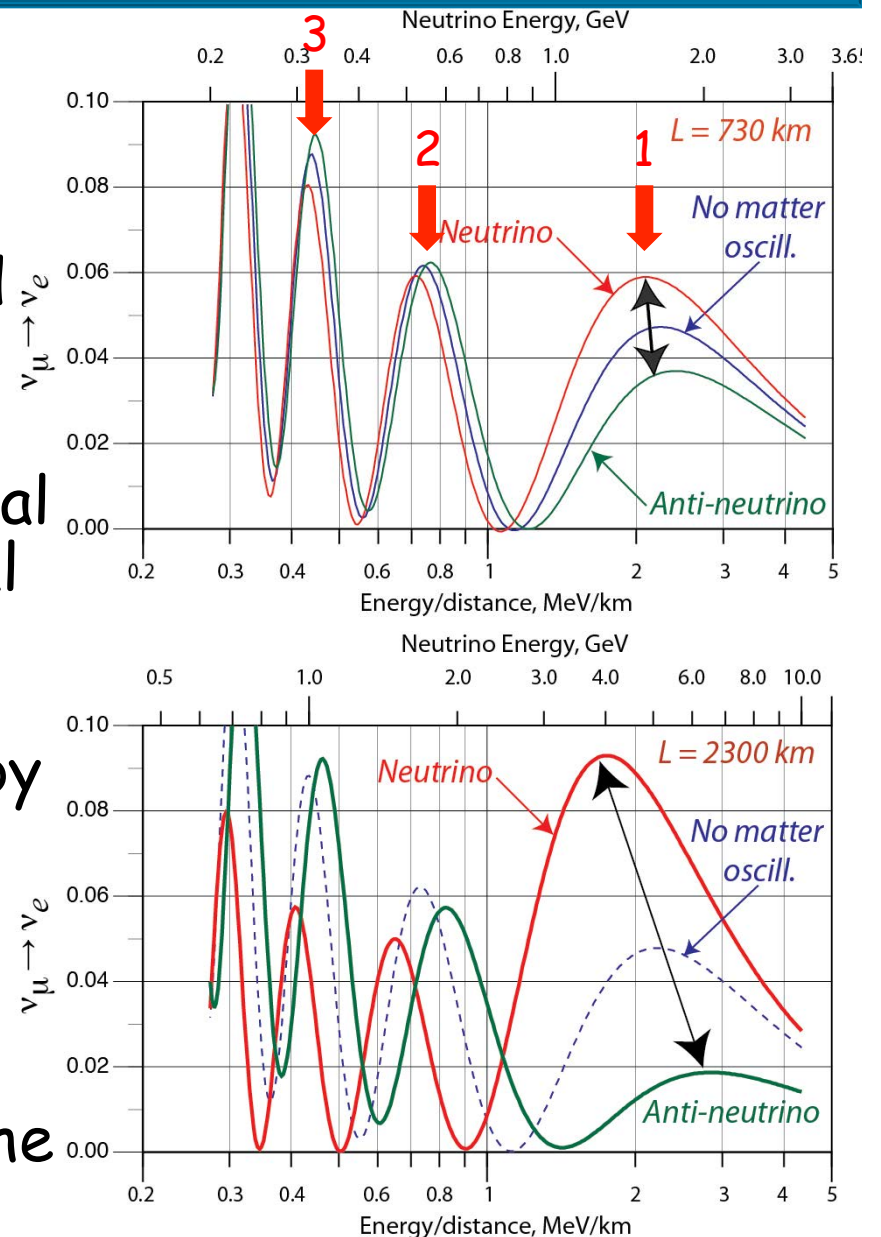 Neutrino Energy, GeV
0.2 0.3 0.4 0.6 0.8 1.0 2.0 3.0 3.65
3
2
1
L = 730 km
No matter
oscill.
Neutrino
Anti-neutrino
νμ → νe
0.10
0.08
0.06
0.04
0.02
0.00
0.2 0.3 0.4 0.6 0.8 1 2 3 4 5
Energy/distance, MeV/km
al
Neutrino Energy, GeV
0.5 1.0 2.0 3.0 4.0 6.0 8.0 10.0
by
L = 2300 km
Neutrino
No matter
oscill.
Anti-neutrino
νμ → νe
0.10
0.08
0.06
0.04
0.02
0.00
0.2 0.3 0.4 0.6 0.8 1 2 3 4 5
Energy/distance, MeV/km